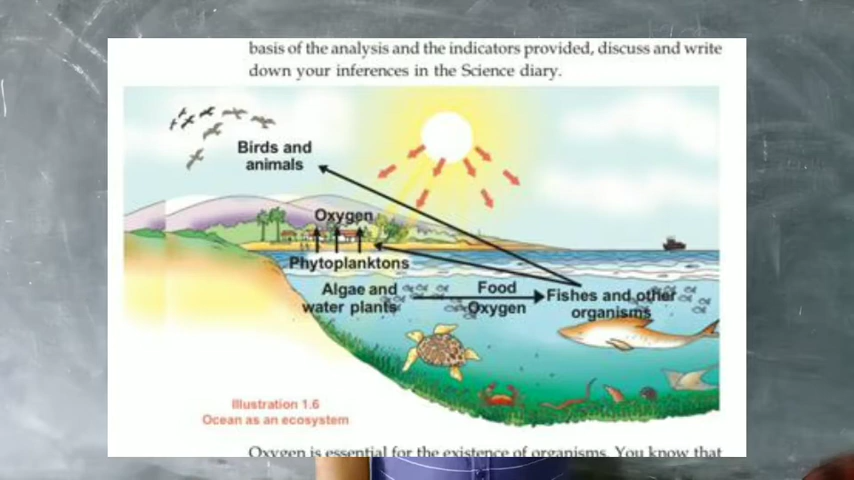 basis of the analysis and the indicators provided, discuss and write
down your inferences in the Science diary.
Birds and
animals
Oxygen
Phytoplanktons
Algae and
water plants
Food
Oxygen
Fishes and other
organisms
Illustration 1.6
Ocean as an ecosystem
Oxygen is essential for the existence of organisms. You know that